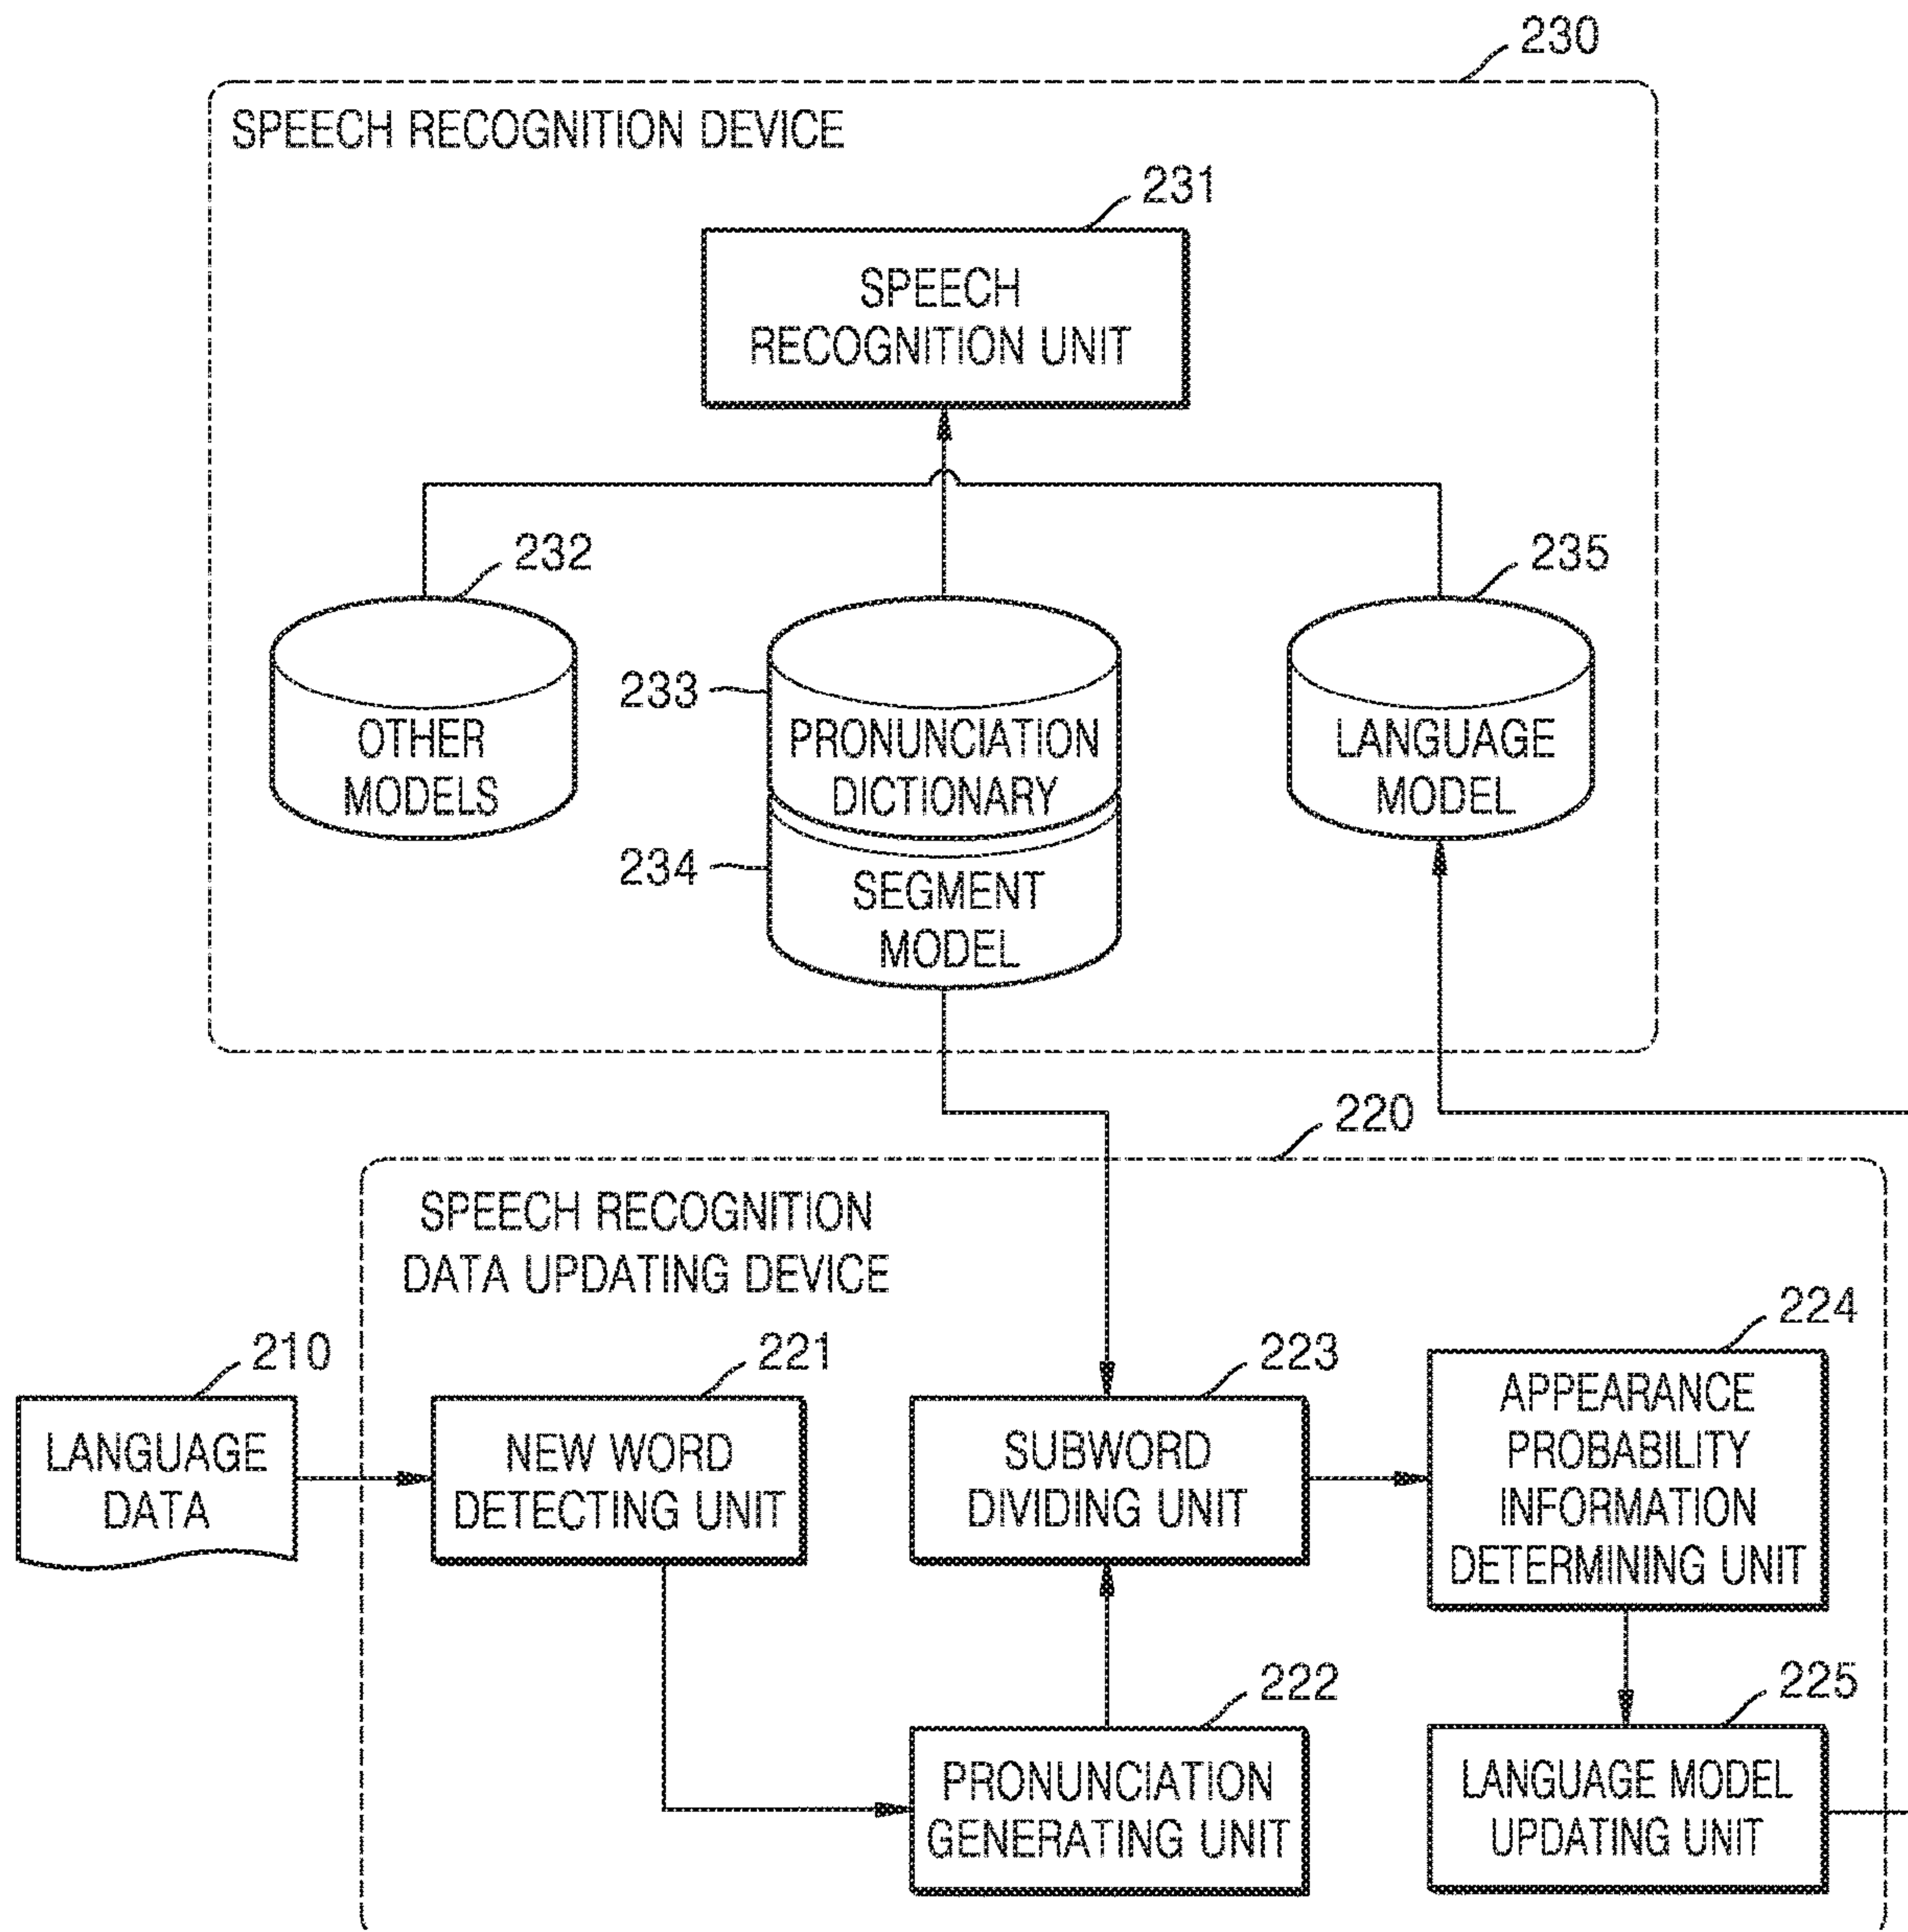 230
SPEECH RECOGNITION DEVICE
231
SPEECH
RECOGNITION UNIT
232
235
233
OTHER
MODELS
PRONUNCIATION
DICTIONARY
LANGUAGE
MODEL
234
SEGMENT
MODEL
220
SPEECH RECOGNITION
DATA UPDATING DEVICE
210
LANGUAGE
DATA
221
NEW WORD
DETECTING UNIT
223
SUBWORD
DIVIDING UNIT
224
APPEARANCE
PROBABILITY
INFORMATION
DETERMINING UNIT
222
PRONUNCIATION
GENERATING UNIT
225
LANGUAGE MODEL
UPDATING UNIT